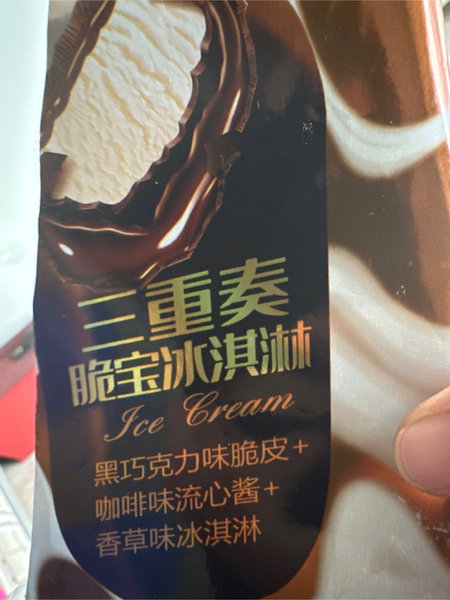 三重奏
脆宝冰淇淋
Ice Cream
黑巧克力味脆皮+
咖啡味流心酱+
香草味冰淇淋